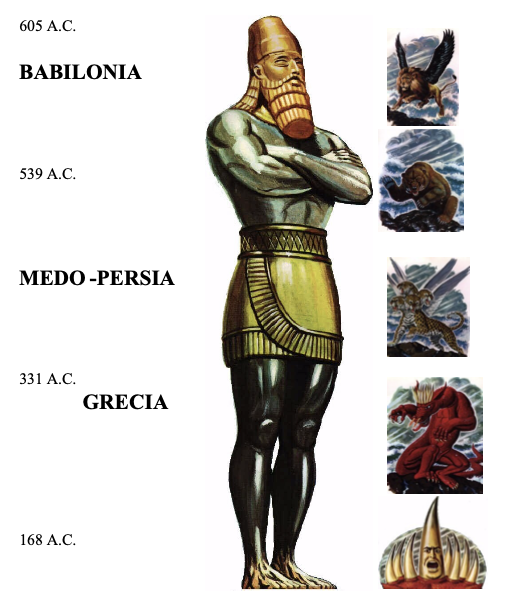 605 A.C.
BABILONIA
539 A.C.
MEDO -PERSIA
331 A.C.
GRECIA
168 A.C.